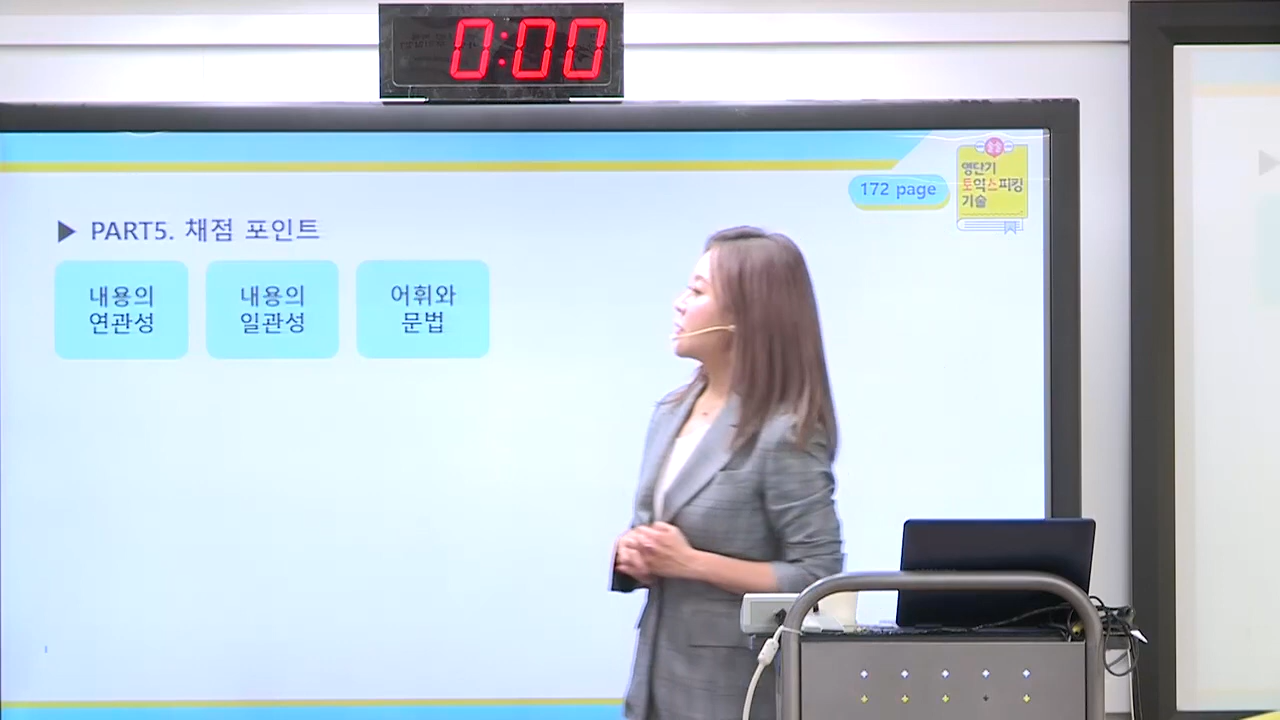 0:00
172 page
영단기
토익스피킹
기술
▶ PART5. 채점 포인트
내용의
연관성
내용의
일관성
어휘와
문법